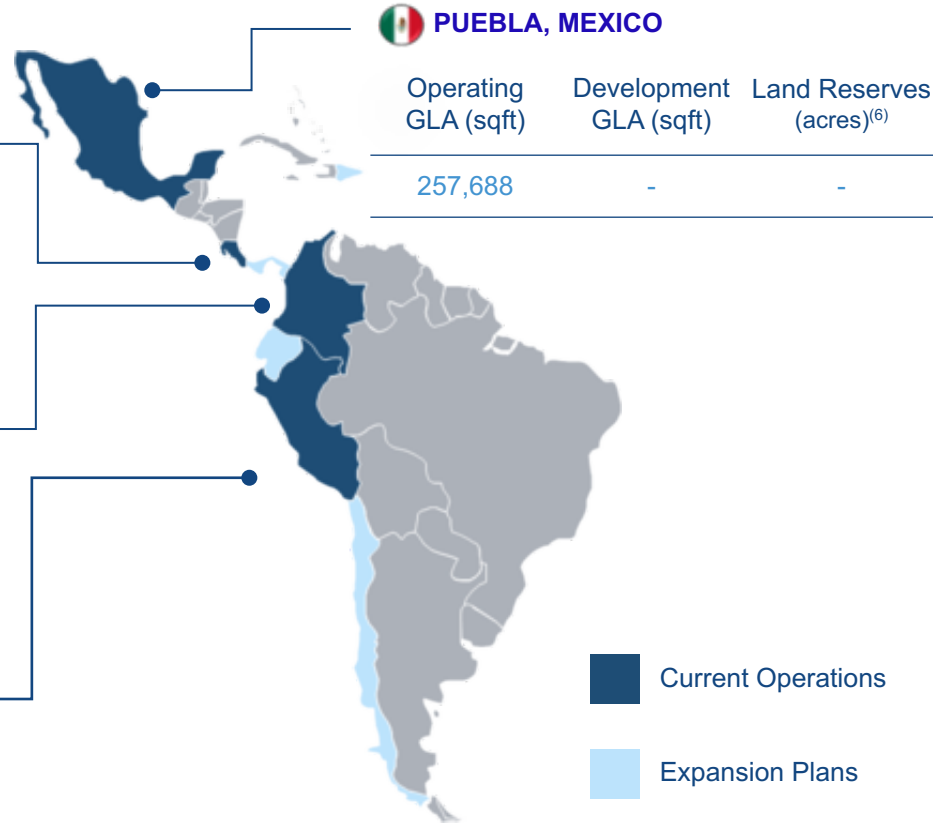 PUEBLA, MEXICO
Operating Development Land Reserves
GLA (sqft) GLA (sqft) (acres)(6)
257,688 - -
Current Operations
Expansion Plans